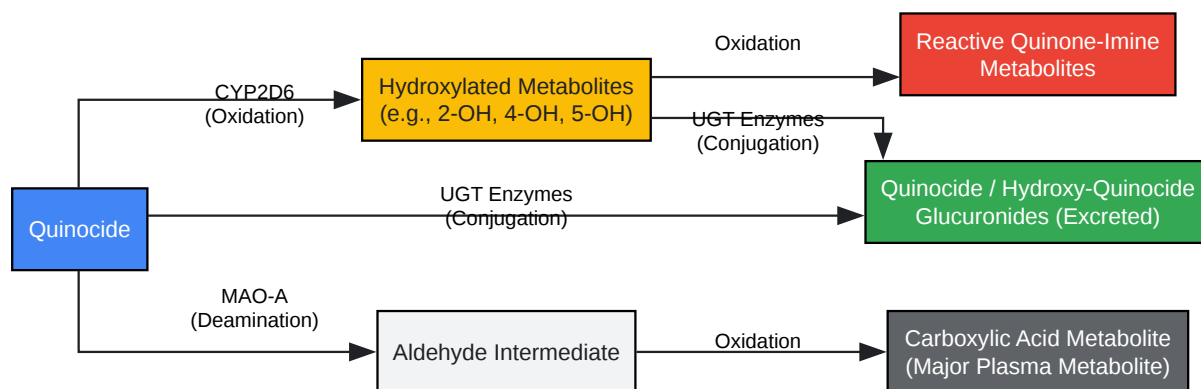 Oxidation
Reactive Quinone-Imine
Metabolites
CYP2D6
(Oxidation)
Hydroxylated Metabolites
(e.g., 2-OH, 4-OH, 5-OH)
UGT Enzymes
(Conjugation)
Quinocide
UGT Enzymes
(Conjugation)
Quinocide / Hydroxy-Quinocide
Glucuronides (Excreted)
MAO-A
(Deamination)
Aldehyde Intermediate
Oxidation
Carboxylic Acid Metabolite
(Major Plasma Metabolite)